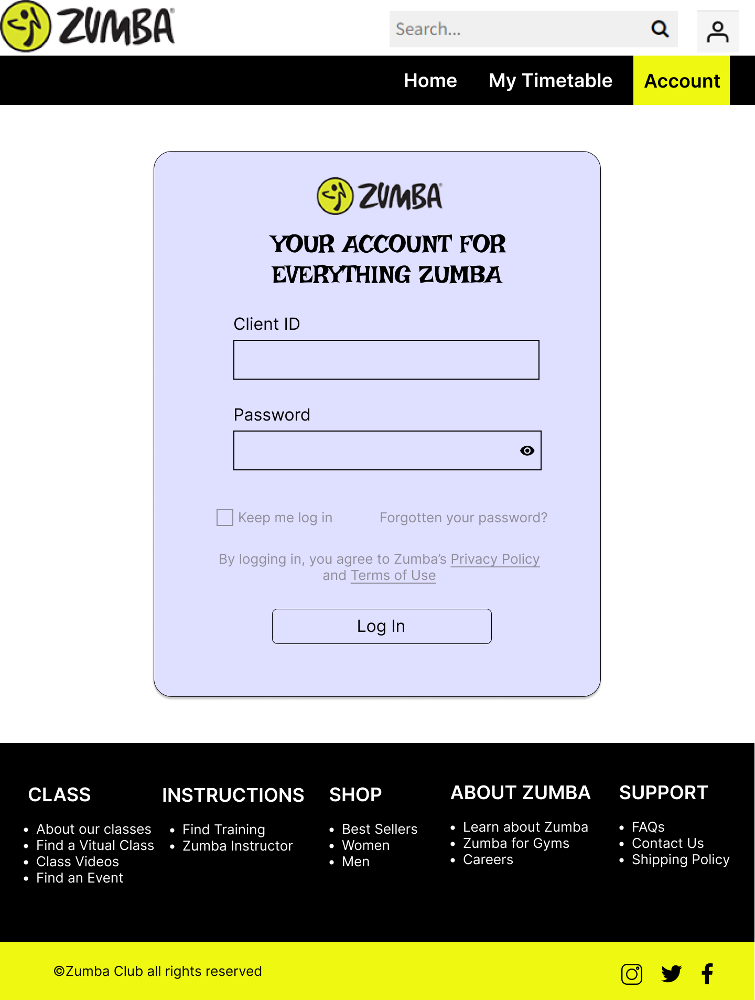 ZUMBA®
Search...
Home My Timetable Account
ZUMBA®
YOUR ACCOUNT FOR
EVERYTHING ZUMBA
Client ID
Password
Keep me log in Forgotten your password?
By logging in, you agree to Zumba’s Privacy Policy
and Terms of Use
Log In
CLASS
• About our classes
• Find a Vitual Class
• Class Videos
• Find an Event
INSTRUCTIONS
• Find Training
• Zumba Instructor
SHOP
• Best Sellers
• Women
• Men
ABOUT ZUMBA
• Learn about Zumba
• Zumba for Gyms
• Careers
SUPPORT
• FAQs
• Contact Us
• Shipping Policy
©Zumba Club all rights reserved